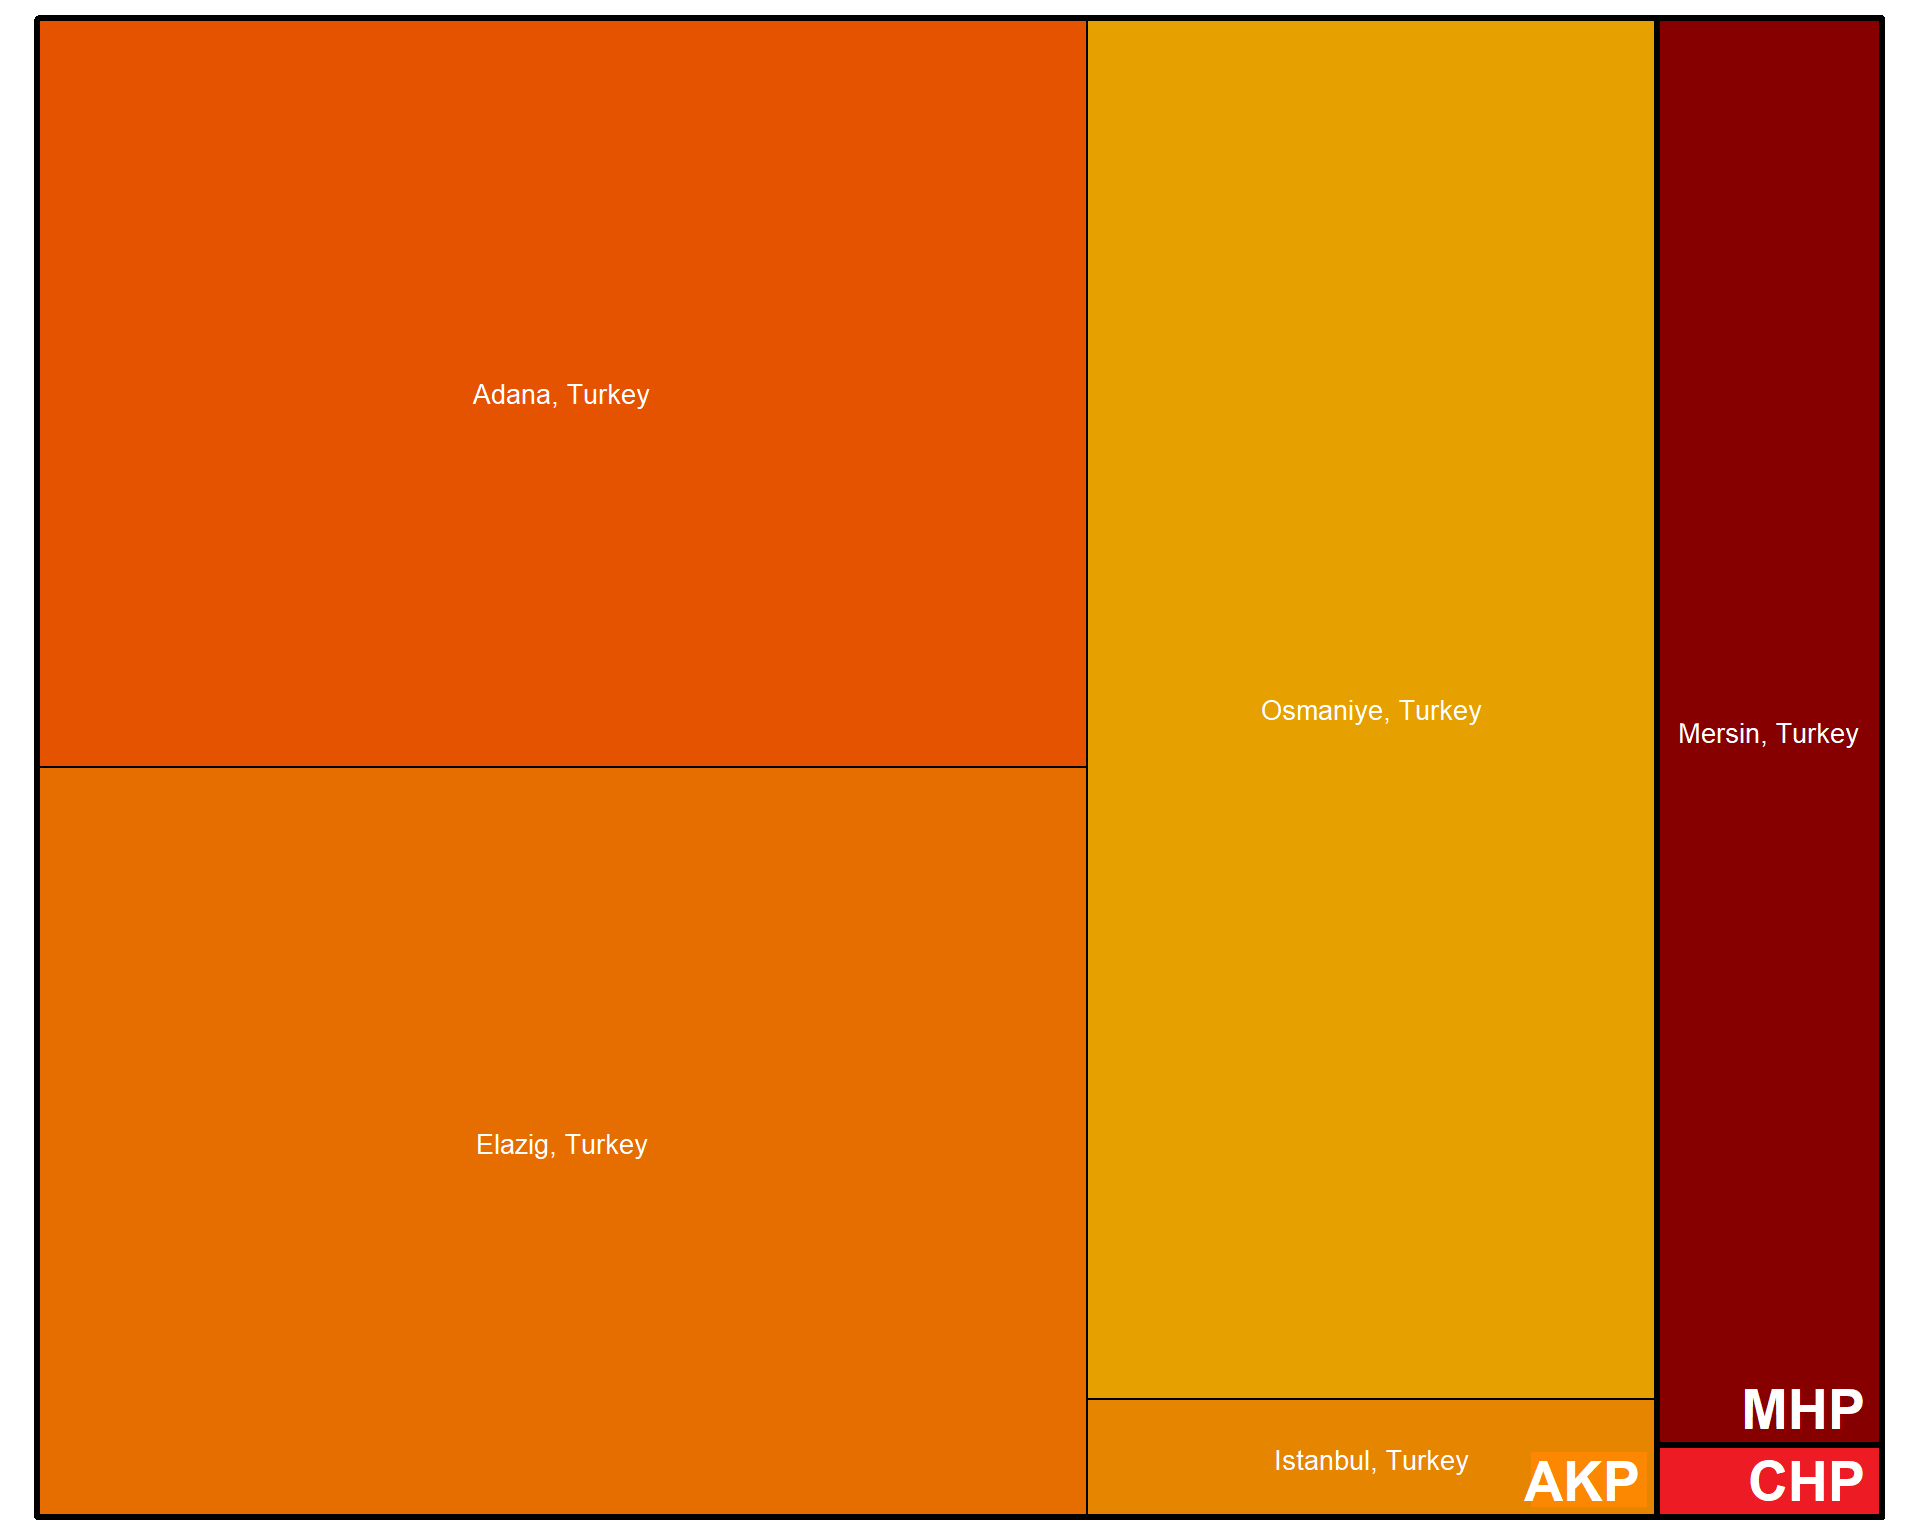 Adana, Turkey
Elazig, Turkey
Osmaniye, Turkey
Istanbul, Turkey
AKP
Mersin, Turkey
MHP
CHP